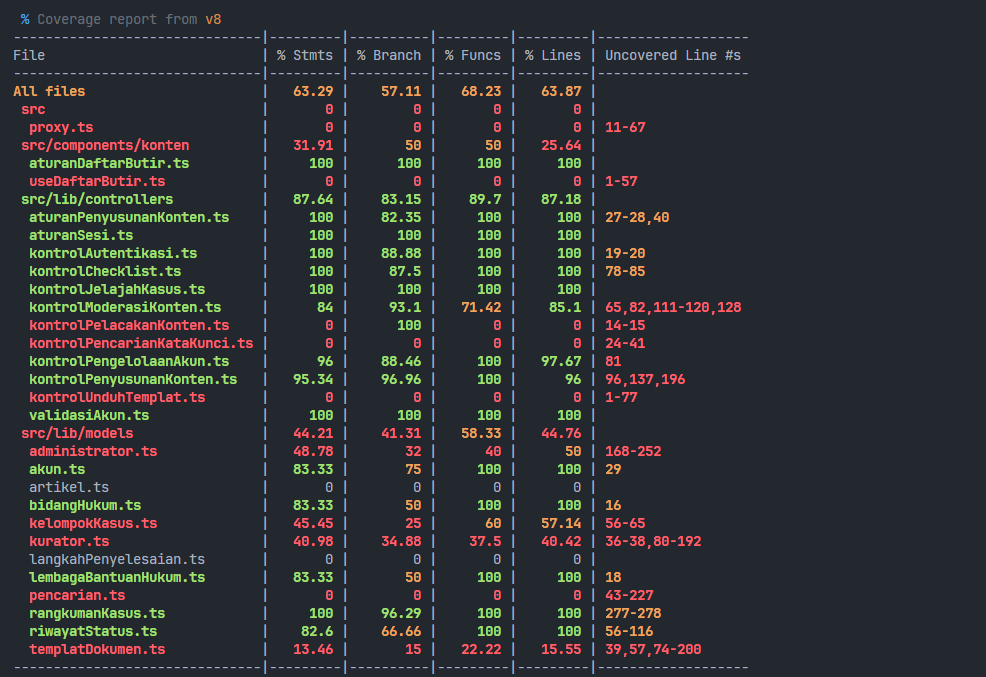 % Coverage report from v8
-------------------------------|---------|----------|---------|---------|-------------------
File                           | % Stmts | % Branch | % Funcs | % Lines | Uncovered Line #s
-------------------------------|---------|----------|---------|---------|-------------------
All files                      |   63.29 |    57.11 |   68.23 |   63.87 |
 src                           |       0 |        0 |       0 |       0 |
  proxy.ts                     |       0 |        0 |       0 |       0 | 11-67
 src/components/konten         |   31.91 |       50 |      50 |   25.64 |
  aturanDaftarButir.ts         |     100 |      100 |     100 |     100 |
  useDaftarButir.ts            |       0 |        0 |       0 |       0 | 1-57
 src/lib/controllers           |   87.64 |    83.15 |    89.7 |   87.18 |
  aturanPenyusunanKonten.ts    |     100 |    82.35 |     100 |     100 | 27-28,40
  aturanSesi.ts                |     100 |      100 |     100 |     100 |
  kontrolAutentikasi.ts        |     100 |    88.88 |     100 |     100 | 19-20
  kontrolChecklist.ts          |     100 |     87.5 |     100 |     100 | 78-85
  kontrolJelajahKasus.ts       |     100 |      100 |     100 |     100 |
  kontrolModerasiKonten.ts     |      84 |     93.1 |   71.42 |    85.1 | 65,82,111-120,128
  kontrolPelacakanKonten.ts    |       0 |      100 |       0 |       0 | 14-15
  kontrolPencarianKataKunci.ts |       0 |        0 |       0 |       0 | 24-41
  kontrolPengelolaanAkun.ts    |      96 |    88.46 |     100 |   97.67 | 81
  kontrolPenyusunanKonten.ts   |   95.34 |    96.96 |     100 |      96 | 96,137,196
  kontrolUnduhTemplat.ts       |       0 |        0 |       0 |       0 | 1-77
  validasiAkun.ts              |     100 |      100 |     100 |     100 |
 src/lib/models                |   44.21 |    41.31 |   58.33 |   44.76 |
  administrator.ts             |   48.78 |       32 |      40 |      50 | 168-252
  akun.ts                      |   83.33 |       75 |     100 |     100 | 29
  artikel.ts                   |       0 |        0 |       0 |       0 |
  bidangHukum.ts               |   83.33 |       50 |     100 |     100 | 16
  kelompokKasus.ts             |   45.45 |       25 |      60 |   57.14 | 56-65
  kurator.ts                   |   40.98 |    34.88 |    37.5 |   40.42 | 36-38,80-192
  langkahPenyelesaian.ts       |       0 |        0 |       0 |       0 |
  lembagaBantuanHukum.ts       |   83.33 |       50 |     100 |     100 | 18
  pencarian.ts                 |       0 |        0 |       0 |       0 | 43-227
  rangkumanKasus.ts            |     100 |    96.29 |     100 |     100 | 277-278
  riwayatStatus.ts             |    82.6 |    66.66 |     100 |     100 | 56-116
  templatDokumen.ts            |   13.46 |       15 |   22.22 |   15.55 | 39,57,74-200
-------------------------------|---------|----------|---------|---------|-------------------